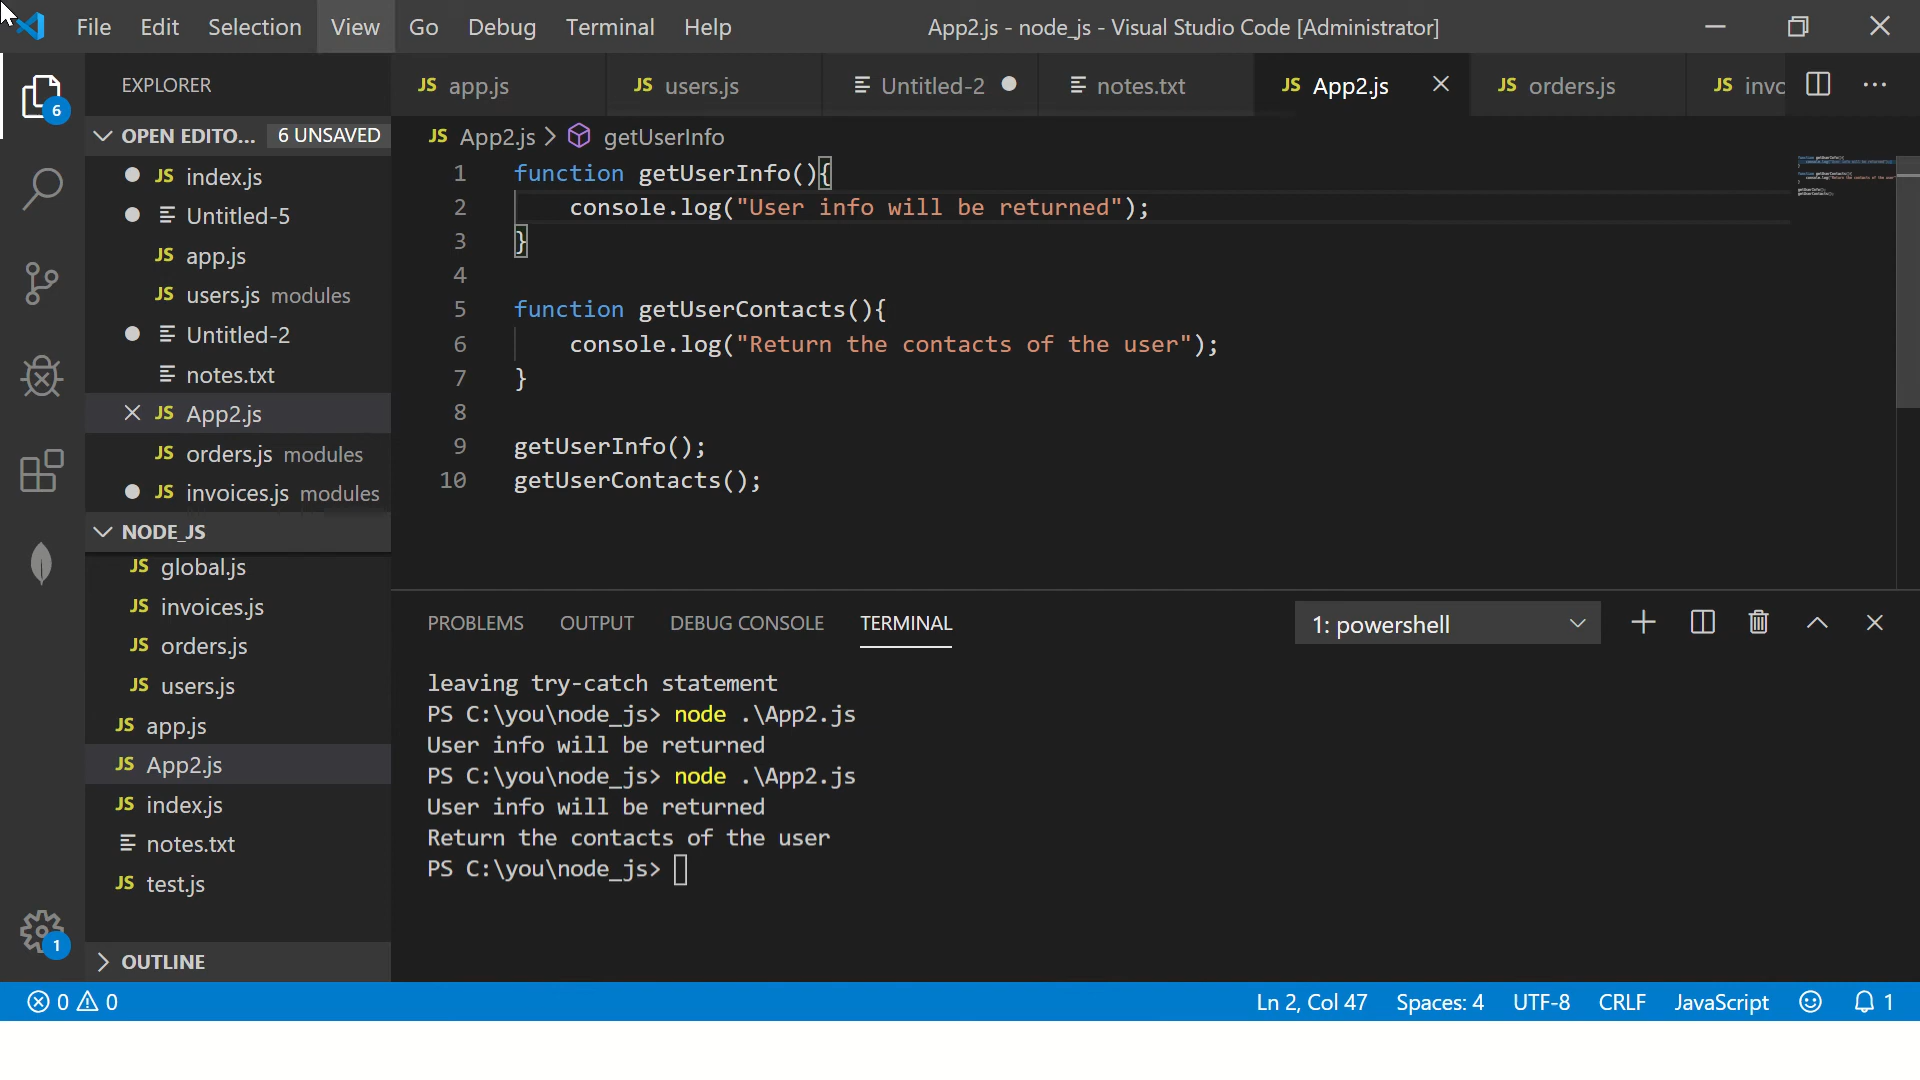 File Edit Selection View Go Debug Terminal Help App2.js - node_js - Visual Studio Code [Administrator]
EXPLORER
JS app.js JS users.js Untitled-2 notes.txt JS App2.js JS orders.js JS invo
OPEN EDITO... 6 UNSAVED
JS App2.js > getUserInfo
6
JS index.js
Untitled-5
JS app.js
JS users.js modules
Untitled-2
notes.txt
JS App2.js
JS orders.js modules
JS invoices.js modules
NODE_JS
JS global.js
JS invoices.js
JS orders.js
JS users.js
JS app.js
JS App2.js
JS index.js
notes.txt
JS test.js
OUTLINE
1
1 function getUserInfo(){
2 console.log("User info will be returned");
3 }
4
5 function getUserContacts(){
6 console.log("Return the contacts of the user");
7 }
8
9 getUserInfo();
10 getUserContacts();
PROBLEMS OUTPUT DEBUG CONSOLE TERMINAL 1: powershell
leaving try-catch statement
PS C:\you\node_js> node .\App2.js
User info will be returned
PS C:\you\node_js> node .\App2.js
User info will be returned
Return the contacts of the user
PS C:\you\node_js>
0 0 Ln 2, Col 47 Spaces: 4 UTF-8 CRLF JavaScript 1